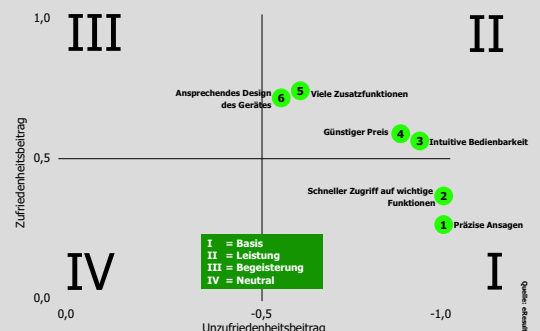 1,0
III
II
Ansprechendes Design
des Gerätes
6
5
Viele Zusatzfunktionen
Günstiger Preis
4
3
Intuitive Bedienbarkeit
0,5
Zufriedenheitsbeitrag
Schneller Zugriff auf wichtige
Funktionen
2
1
Präzise Ansagen
I = Basis
II = Leistung
III = Begeisterung
IV = Neutral
IV
I
0,0
0,0
-0,5
-1,0
Unzufriedenheitsbeitrag
Quelle: eResult